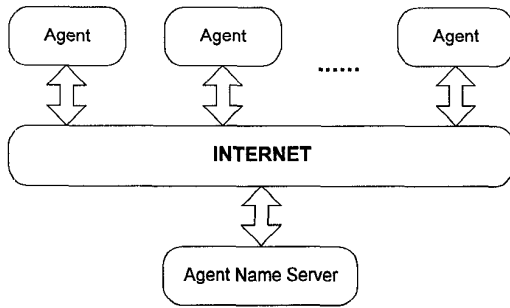 Agent
Agent
......
Agent
INTERNET
Agent Name Server